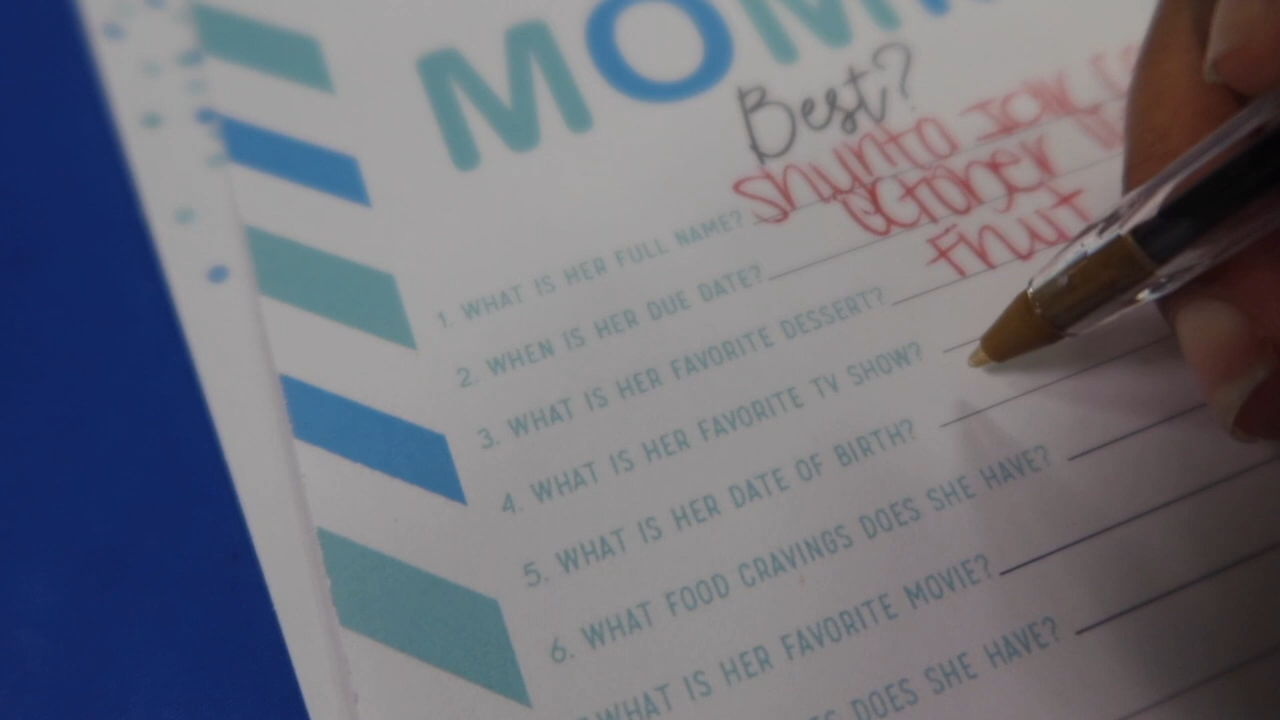 MOMM
Best?
1. WHAT IS HER FULL NAME? Shunta
2. WHEN IS HER DUE DATE? October
3. WHAT IS HER FAVORITE DESSERT? Fruit
4. WHAT IS HER FAVORITE TV SHOW?
5. WHAT IS HER DATE OF BIRTH?
6. WHAT FOOD CRAVINGS DOES SHE HAVE?
WHAT IS HER FAVORITE MOVIE?
DOES SHE HAVE?